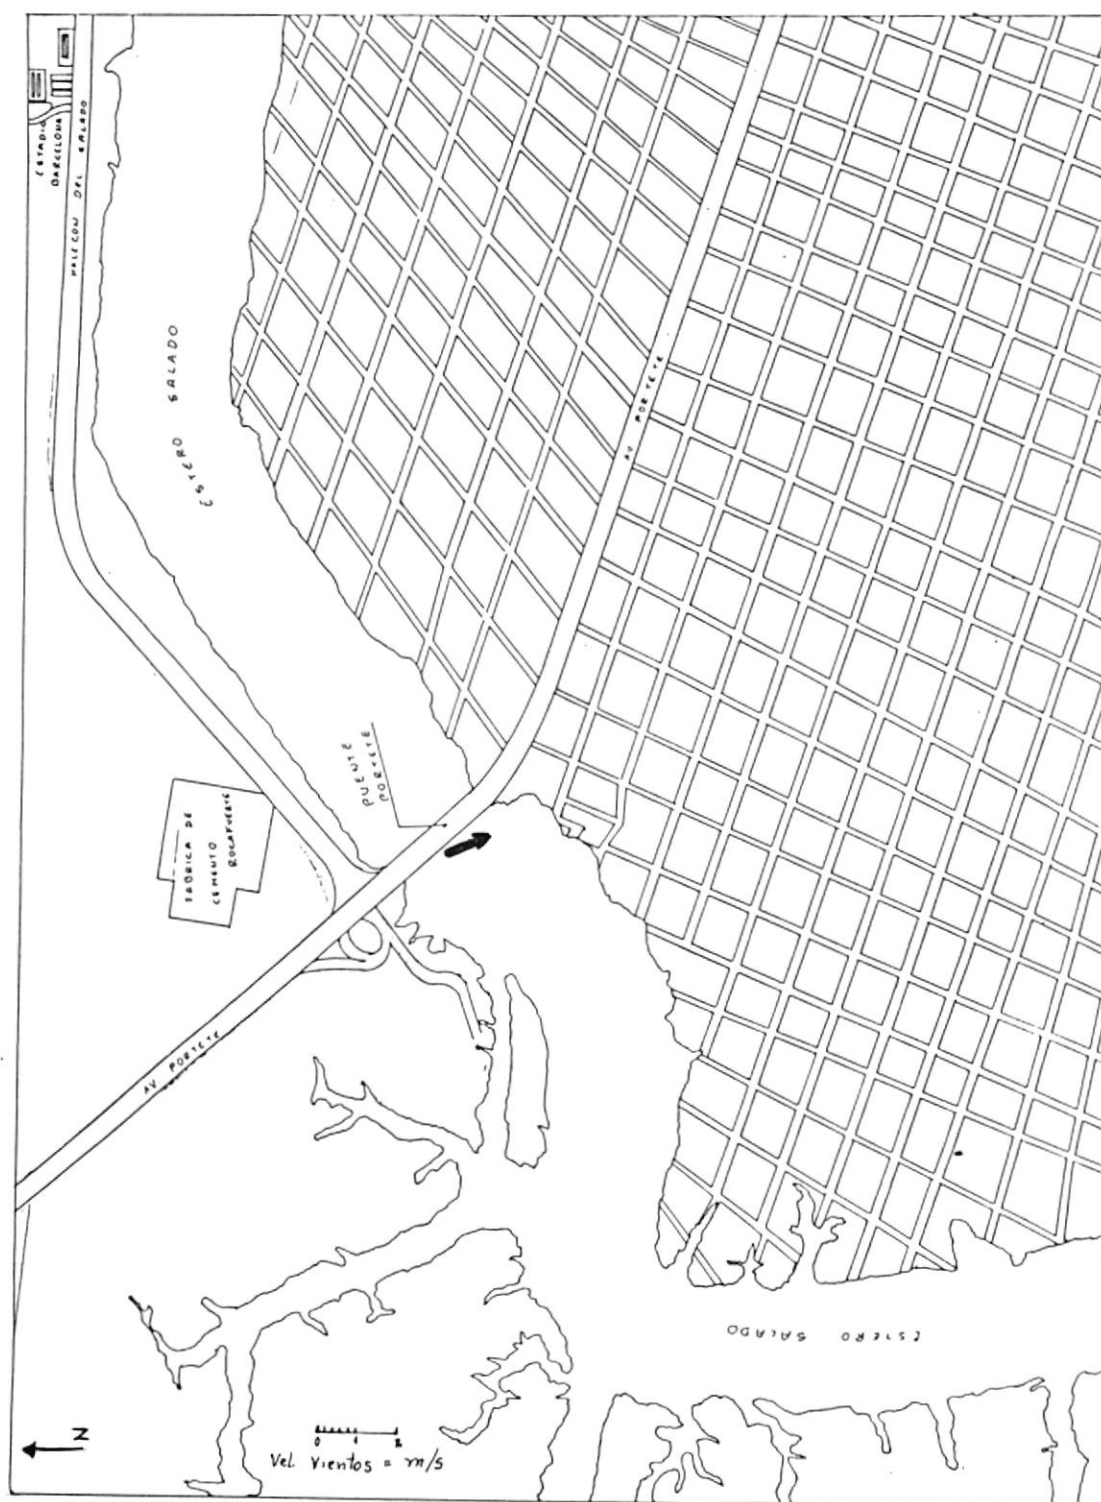 ESTADIO
BARCELONA
MALECON DEL SALADO
ESTERO SALADO
AV PORTETE
PUENTE
PORTETE
FABRICA DE
CEMENTO
ROCAFUERTE
AV PORTETE
ESTERO SALADO
N
0 1 2
Vel. Vientos = m/s